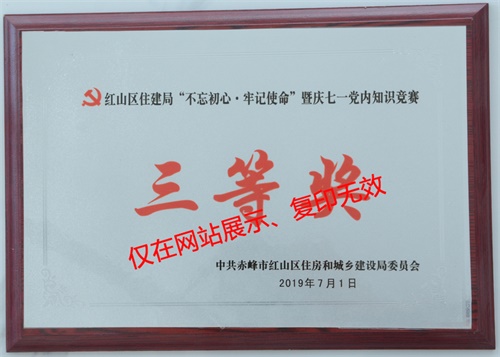 红山区住建局“不忘初心·牢记使命”暨庆七一党内知识竞赛
三等奖
仅在网站展示、复印无效
中共赤峰市红山区住房和城乡建设局委员会
2019年7月1日